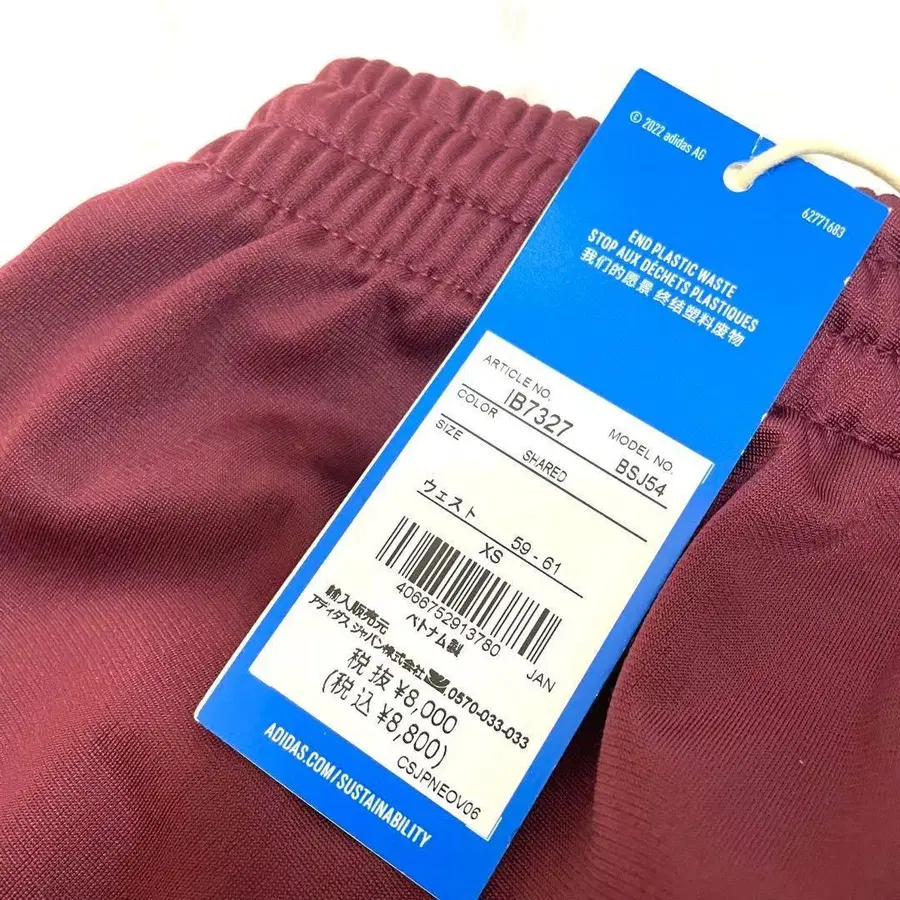 © 2022 adidas AG
62771683
END PLASTIC WASTE
STOP AUX DÉCHETS PLASTIQUES
我们的愿景 终结塑料废物
ARTICLE NO.
IB7327
MODEL NO.
BSJ54
COLOR
SHARED
SIZE
ウェスト
59-61
XS
4066752913780
JAN
ベトナム製
輸入販売元
アディダス ジャパン株式会社 0570-033-033
税抜 ¥8,000
(税込 ¥8,800)
CSJPNEOV06
ADIDAS.COM/SUSTAINABILITY